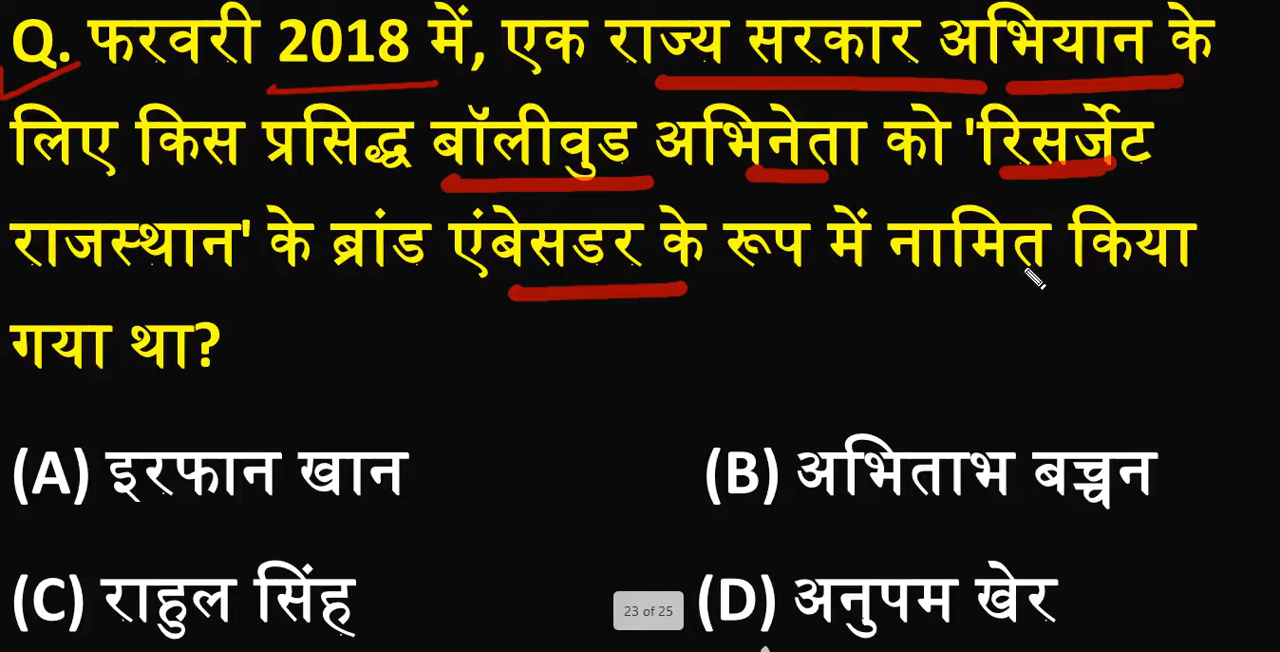 Q. फरवरी 2018 में, एक राज्य सरकार अभियान के
लिए किस प्रसिद्ध बॉलीवुड अभिनेता को 'रिसर्जेट
राजस्थान' के ब्रांड एंबेसडर के रूप में नामित किया
गया था?
(A) इरफान खान (B) अभिताभ बच्चन
(C) राहुल सिंह (D) अनुपम खेर
23 of 25